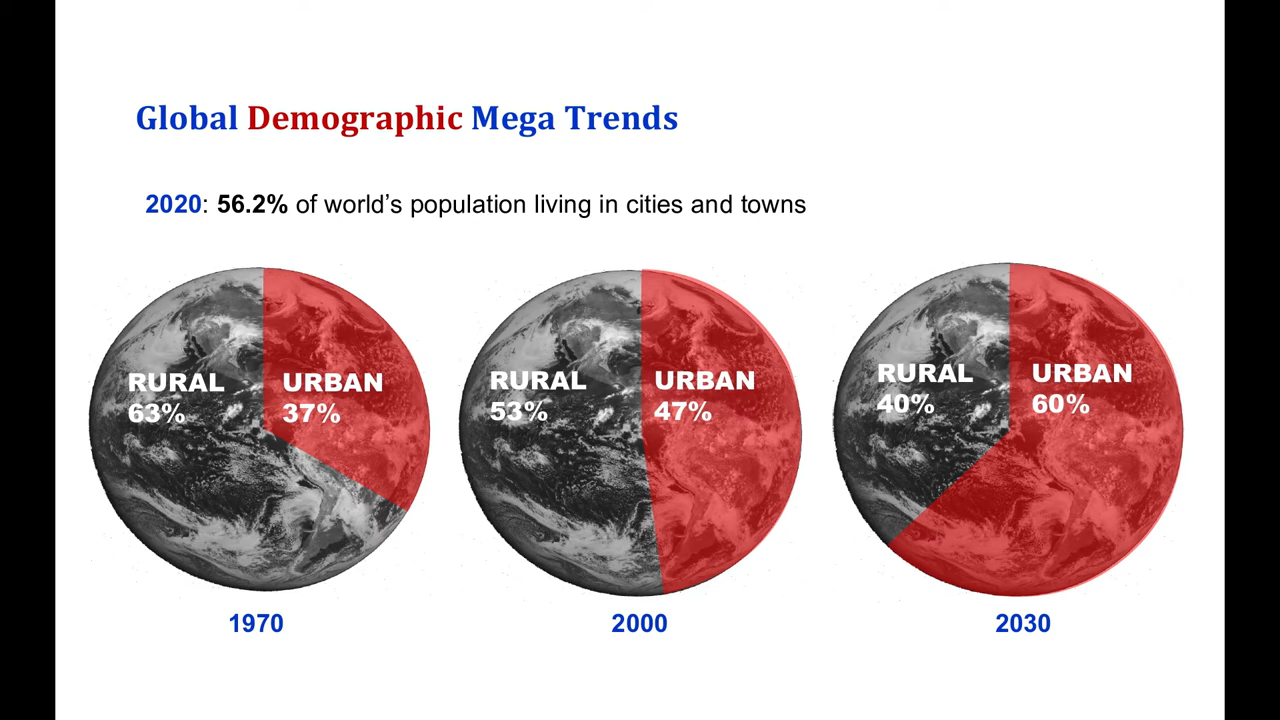 Global Demographic Mega Trends
2020: 56.2% of world’s population living in cities and towns
RURAL
63%
URBAN
37%
1970
RURAL
53%
URBAN
47%
2000
RURAL
40%
URBAN
60%
2030